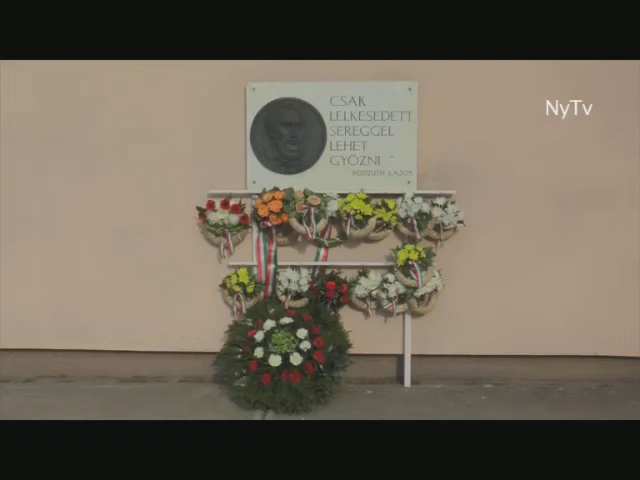 CSAK
LELKESEDETT
SEREGGEL
LEHET
GYŐZNI
KOSSUTH LAJOS
NyTv